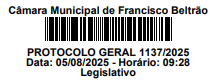 Câmara Municipal de Francisco Beltrão
PROTOCOLO GERAL 1137/2025
Data: 05/08/2025 - Horário: 09:28
Legislativo